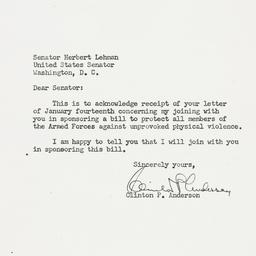 Senator Herbert Lehman
United States Senator
Washington, D. C.
Dear Senator:
This is to acknowledge receipt of your letter
of January fourteenth concerning my joining with
you in sponsoring a bill to protect all members of
the Armed Forces against unprovoked physical violence.
I am happy to tell you that I will join with you
in sponsoring this bill.
Sincerely yours,
Clinton P. Anderson
Clinton P. Anderson